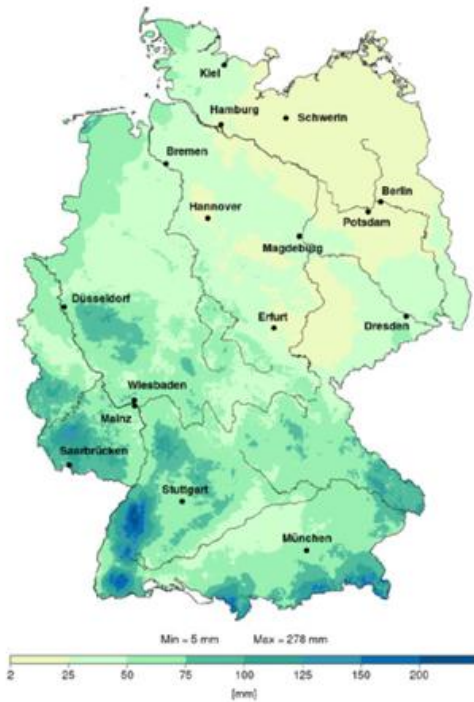 Kiel
Hamburg
Schwerin
Bremen
Berlin
Hannover
Potsdam
Magdeburg
Düsseldorf
Erfurt
Dresden
Wiesbaden
Mainz
Saarbrücken
Stuttgart
München
Min = 5 mm Max = 278 mm
2 25 50 75 100 125 150 200
[mm]